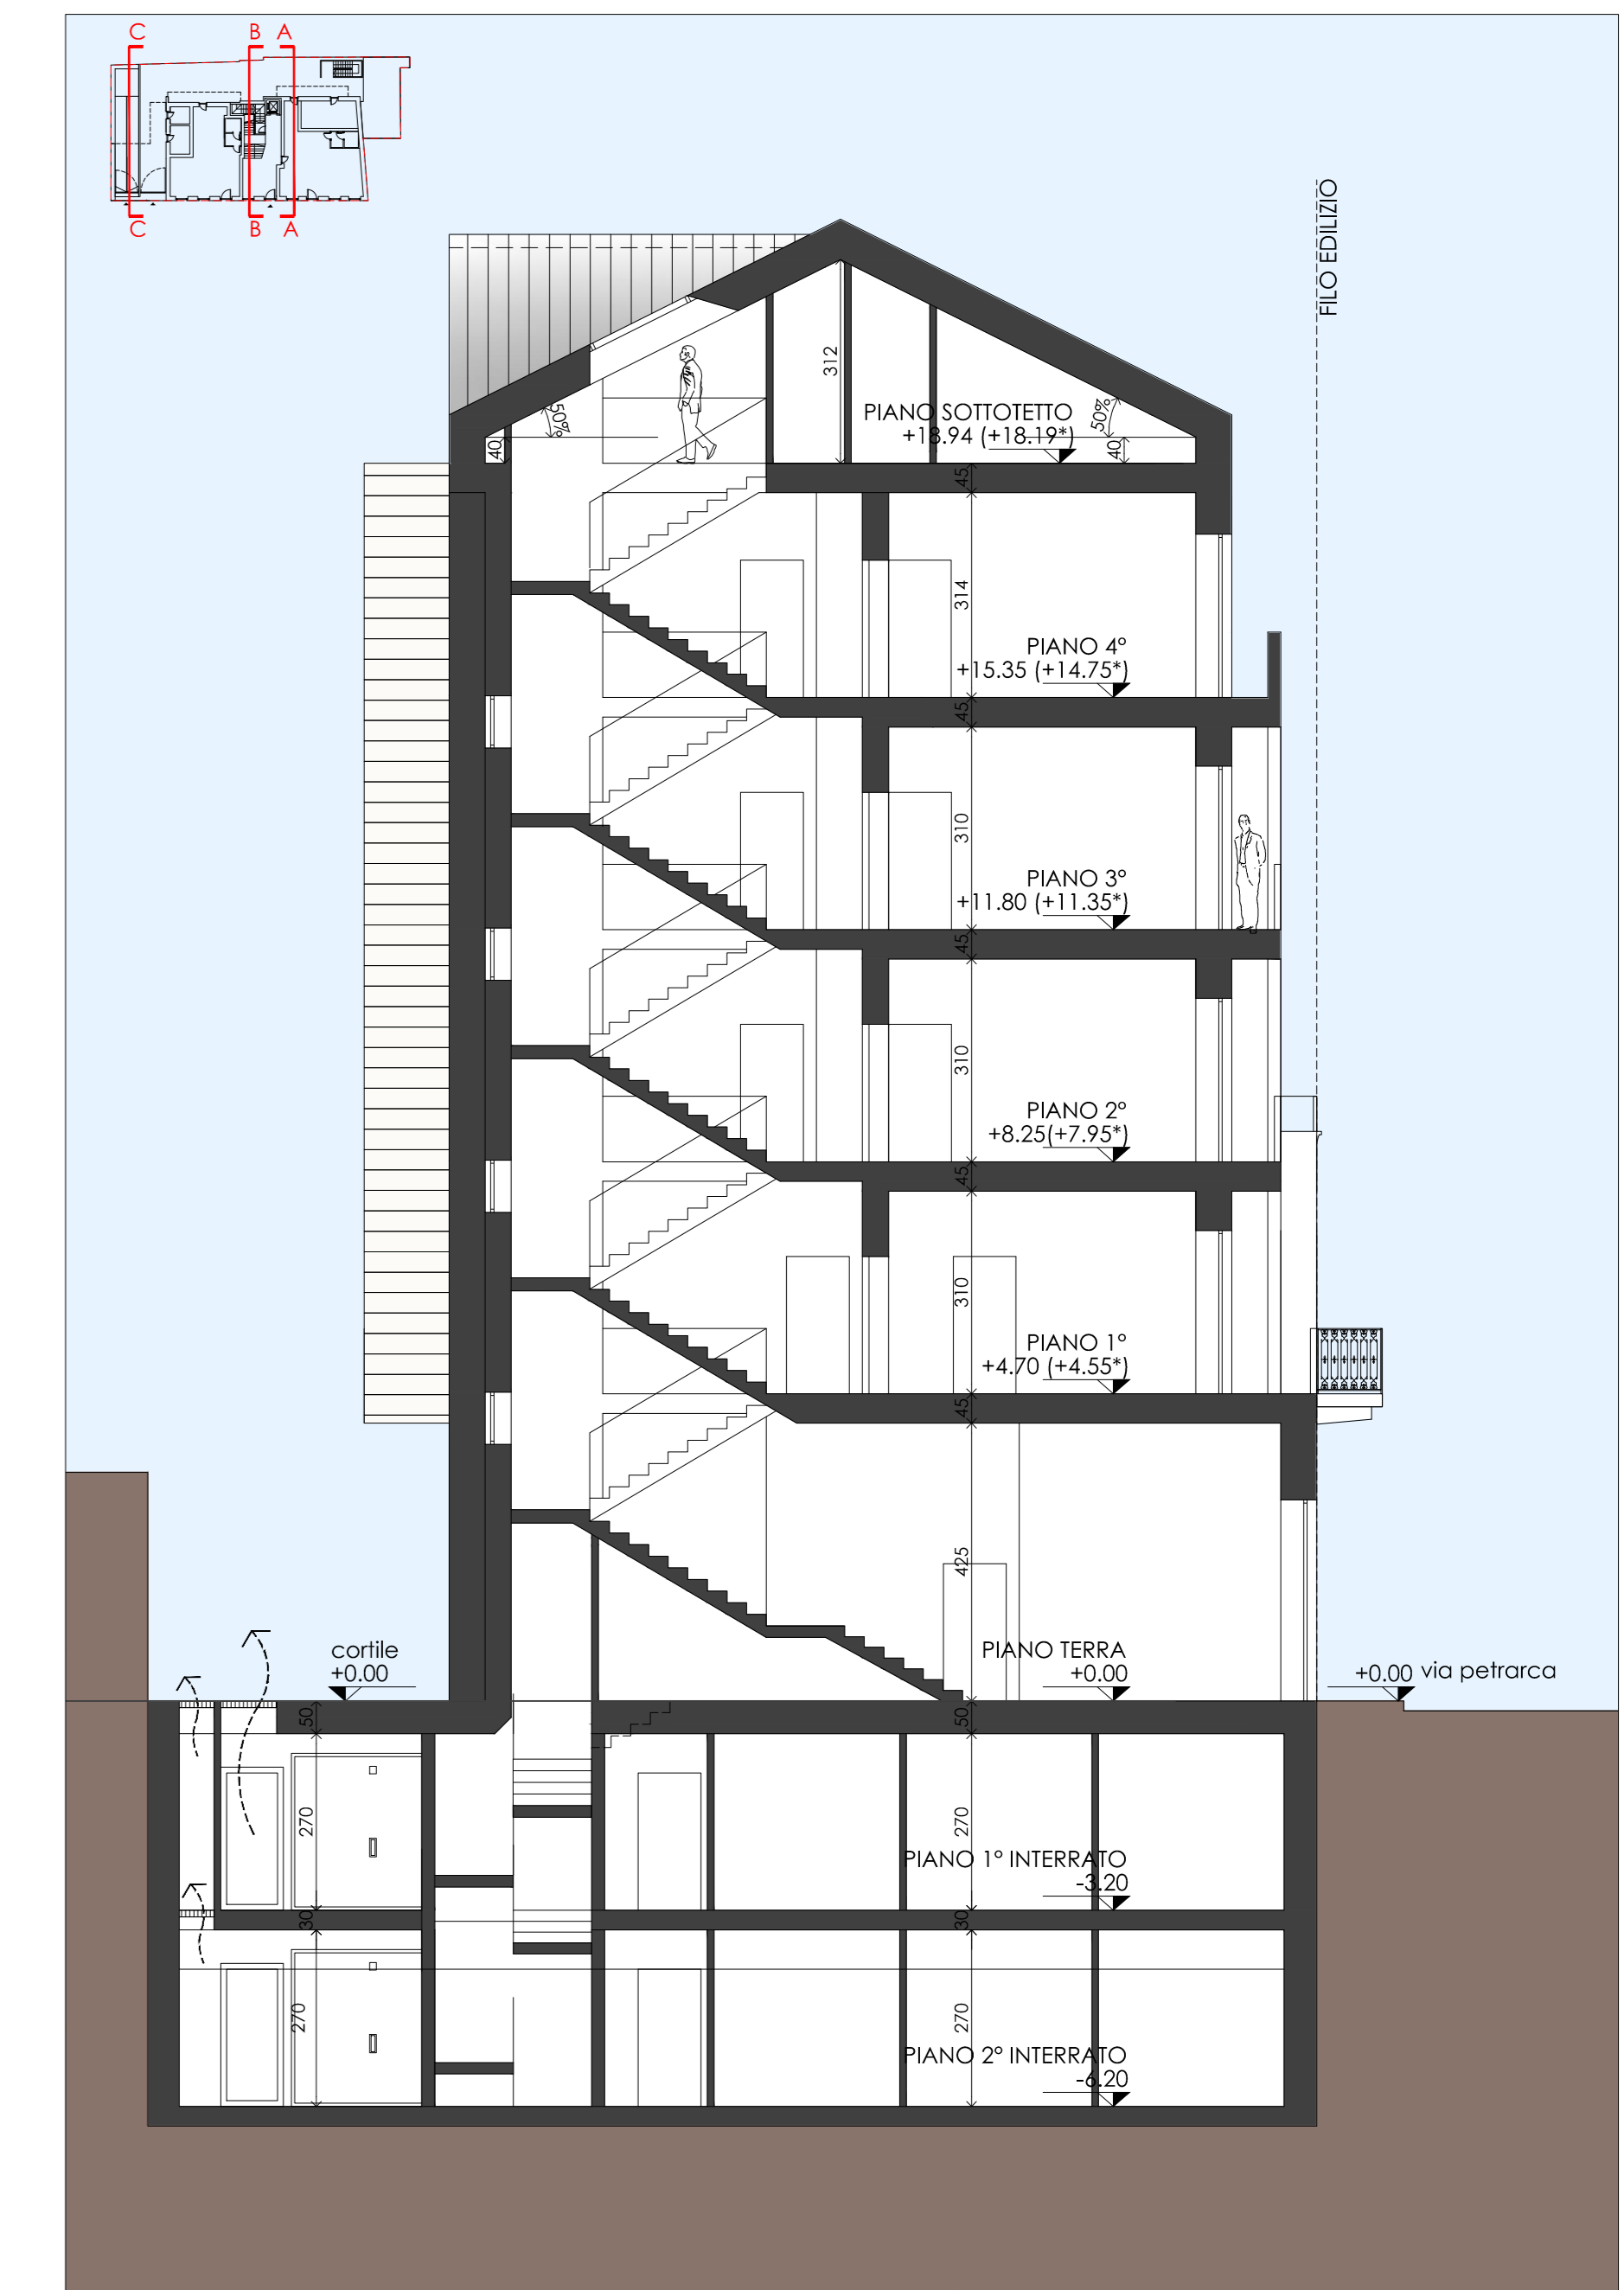 C
B
A
C
B
A
FILO EDILIZIO
312
50%
40
PIANO SOTTOTETTO
+18.94 (+18.19*)
50%
40
45
314
PIANO 4°
+15.35 (+14.75*)
45
310
PIANO 3°
+11.80 (+11.35*)
45
310
PIANO 2°
+8.25(+7.95*)
45
310
PIANO 1°
+4.70 (+4.55*)
45
425
cortile
+0.00
PIANO TERRA
+0.00
+0.00 via petrarca
50
50
270
270
PIANO 1° INTERRATO
-3.20
30
30
270
270
PIANO 2° INTERRATO
-6.20